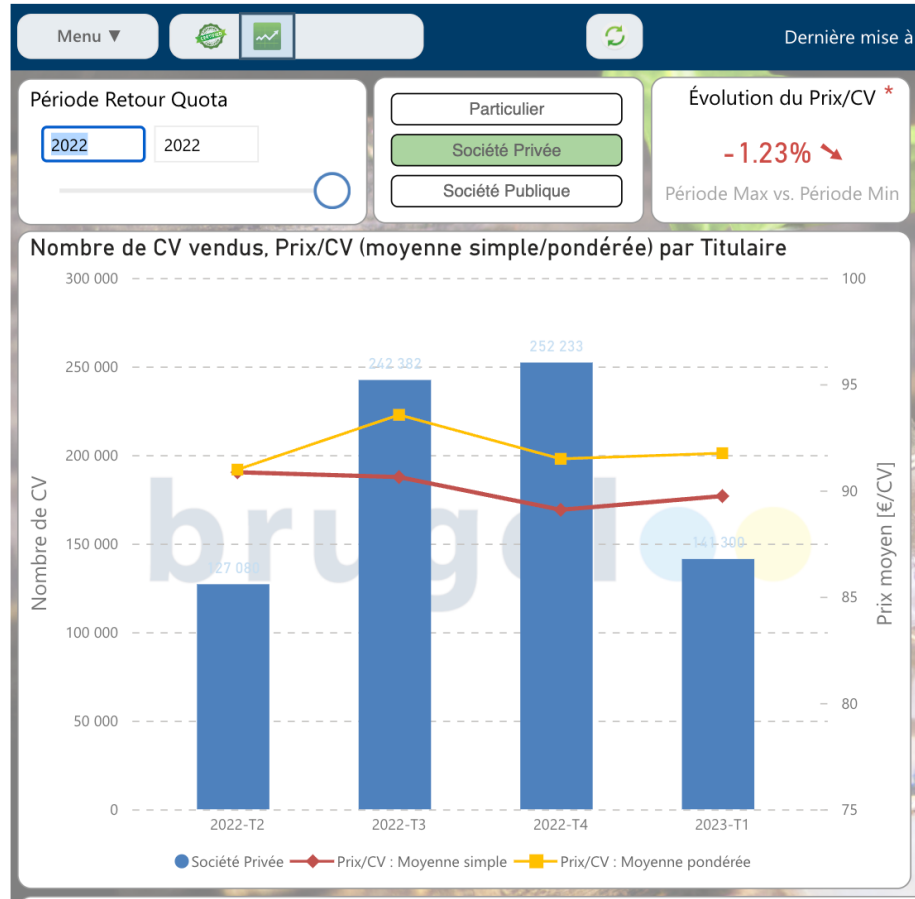 Menu ▼
CERTIFIED
Dernière mise à
Période Retour Quota
2022
2022
Particulier
Société Privée
Société Publique
Évolution du Prix/CV *
-1.23%
Période Max vs. Période Min
Nombre de CV vendus, Prix/CV (moyenne simple/pondérée) par Titulaire
300 000
250 000
200 000
150 000
100 000
50 000
0
Nombre de CV
100
95
90
85
80
75
Prix moyen [€/CV]
127 080
242 382
252 233
141 300
brugel
2022-T2
2022-T3
2022-T4
2023-T1
Société Privée
Prix/CV : Moyenne simple
Prix/CV : Moyenne pondérée